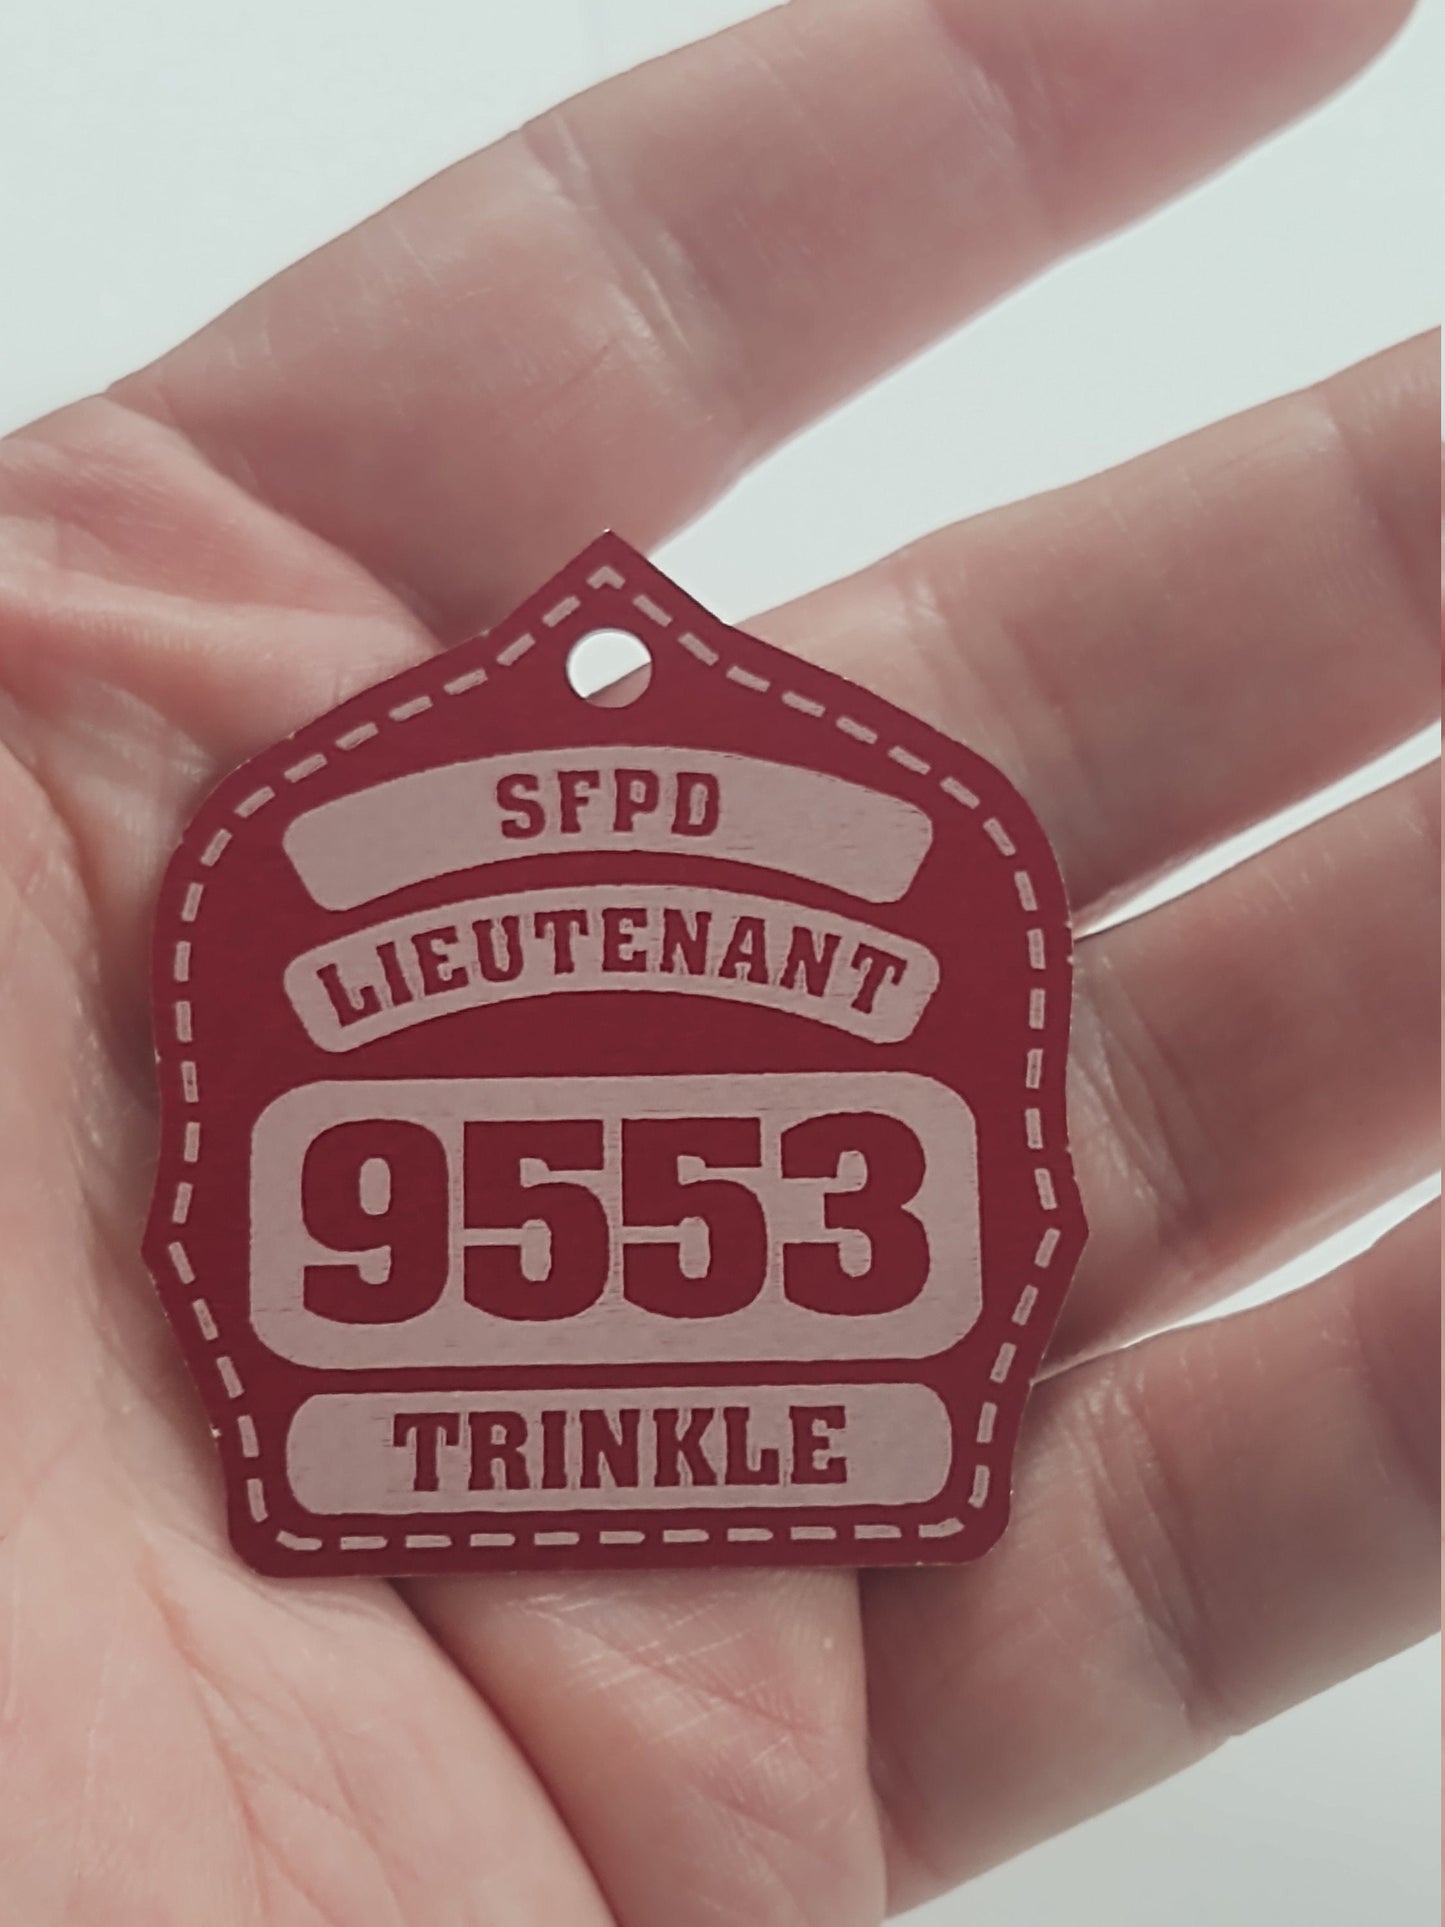 SFPD
LIEUTENANT
9553
TRINKLE